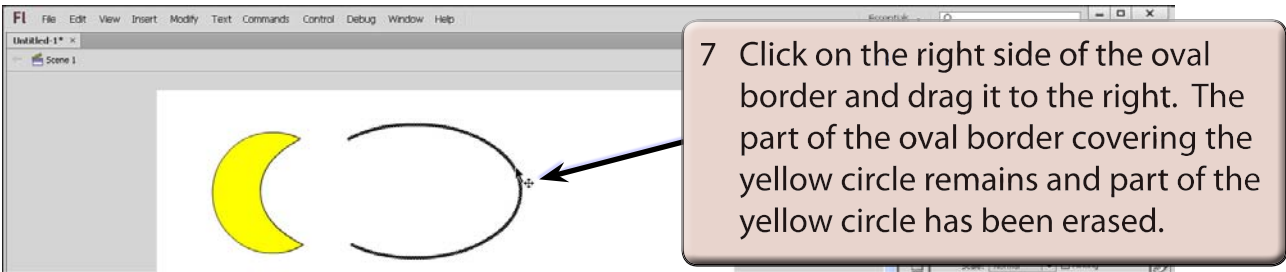 Fl File Edit View Insert Modify Text Commands Control Debug Window Help
Untitled-1* ×
Scene 1
7 Click on the right side of the oval
border and drag it to the right. The
part of the oval border covering the
yellow circle remains and part of the
yellow circle has been erased.